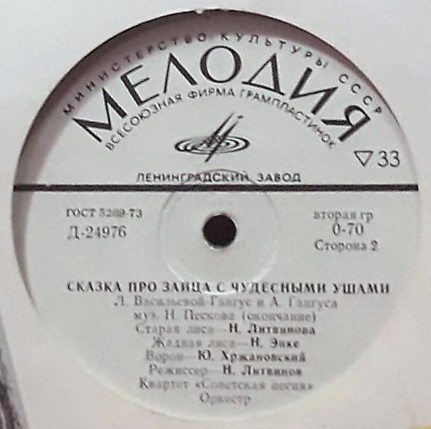 МИНИСТЕРСТВО КУЛЬТУРЫ СССР
МЕЛОДИЯ
ВСЕСОЮЗНАЯ ФИРМА ГРАМПЛАСТИНОК
▽33
ЛЕНИНГРАДСКИЙ ЗАВОД
ГОСТ 5289-73
Д-24976
вторая гр
0-70
Сторона 2
СКАЗКА ПРО ЗАЙЦА С ЧУДЕСНЫМИ УШАМИ
Л. Васильевой-Гангус и А. Гангуса
муз. Н. Пескова (окончание)
Старая лиса—Н. Литвинова
Жадная лиса—Н. Энке
Ворон—Ю. Хржановский
Режиссер—Н. Литвинов
Квартет «Советская песня»
Оркестр